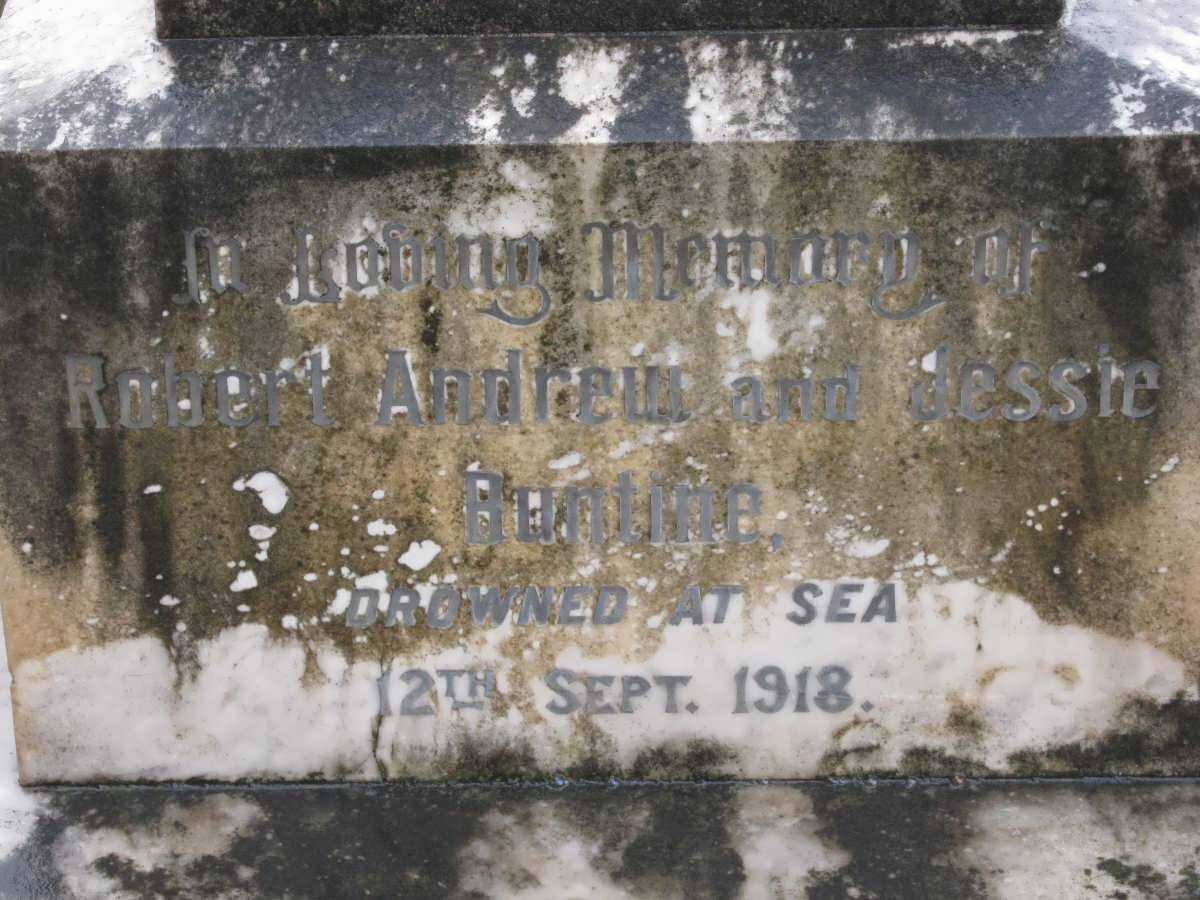 In Loving Memory of
Robert Andrew and Jessie
Buntine,
DROWNED AT SEA
12TH SEPT. 1918.